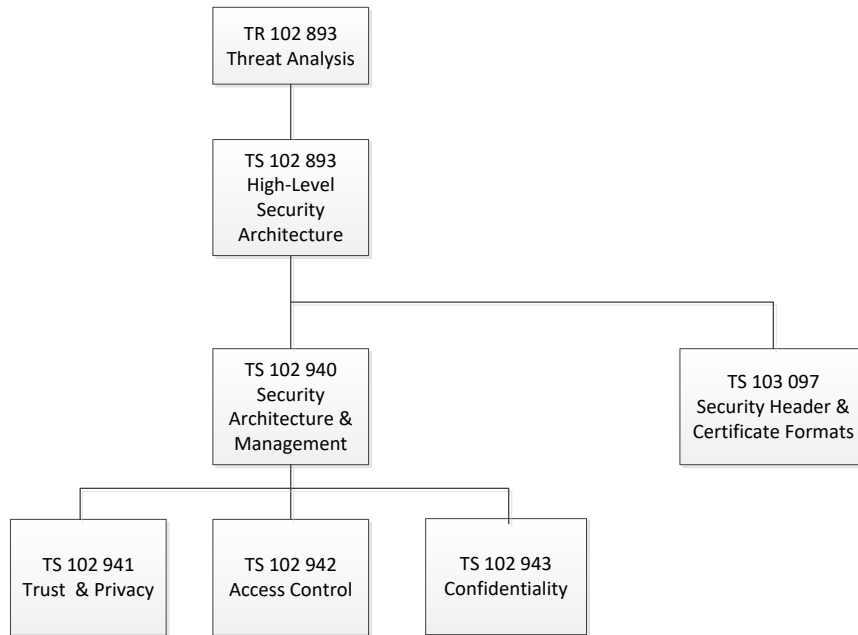 TR 102 893
Threat Analysis
TS 102 893
High-Level
Security
Architecture
TS 102 940
Security
Architecture &
Management
TS 103 097
Security Header &
Certificate Formats
TS 102 941
Trust & Privacy
TS 102 942
Access Control
TS 102 943
Confidentiality